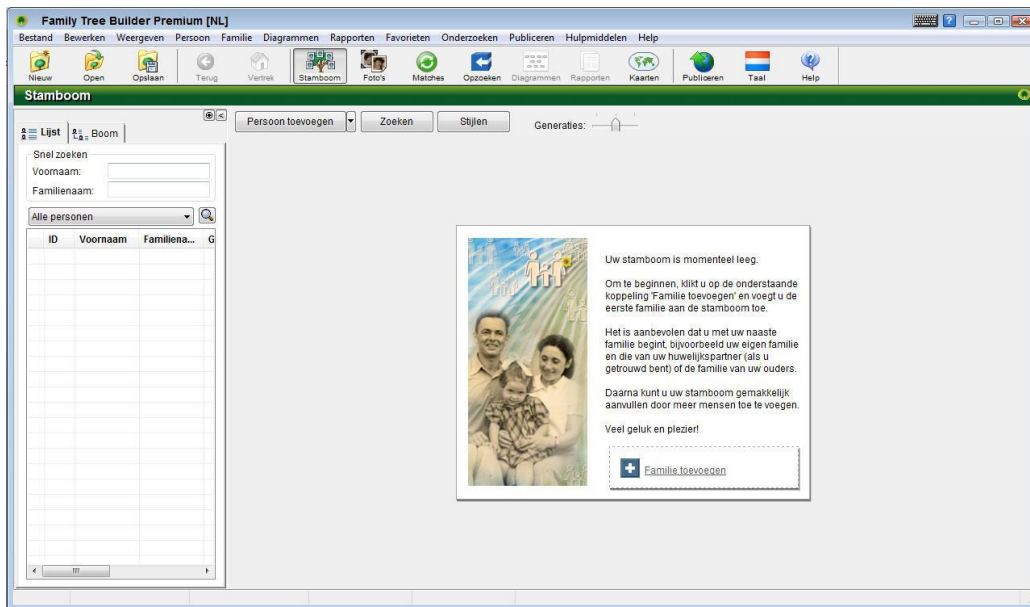 Family Tree Builder Premium [NL]
Bestand Bewerken Weergeven Persoon Familie Diagrammen Rapporten Favorieten Onderzoeken Publiceren Hulpmiddelen Help
Nieuw Open Opslaan Terug Vertrek Stamboom Foto's Matches Opzoeken Diagrammen Rapporten Kaarten Publiceren Taal Help
Stamboom
Lijst Boom
Persoon toevoegen Zoeken Stijlen Generaties:
Snel zoeken
Voornaam:
Familienaam:
Alle personen
ID Voornaam Familiena... G
Uw stamboom is momenteel leeg.
Om te beginnen, klikt u op de onderstaande
koppeling 'Familie toevoegen' en voegt u de
eerste familie aan de stamboom toe.
Het is aanbevolen dat u met uw naaste
familie begint, bijvoorbeeld uw eigen familie
en die van uw huwelijkspartner (als u
getrouwd bent) of de familie van uw ouders.
Daarna kunt u uw stamboom gemakkelijk
aanvullen door meer mensen toe te voegen.
Veel geluk en plezier!
Familie toevoegen